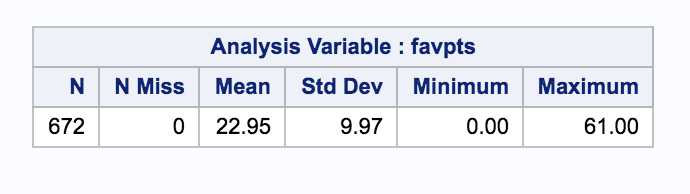 Analysis Variable : favpts
N N Miss Mean Std Dev Minimum Maximum
672 0 22.95 9.97 0.00 61.00